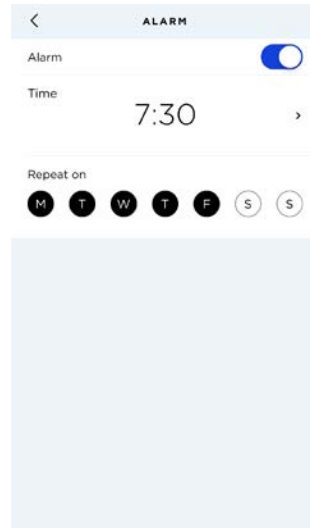 ALARM
Alarm
Time
7:30
Repeat on
M T W T F S S